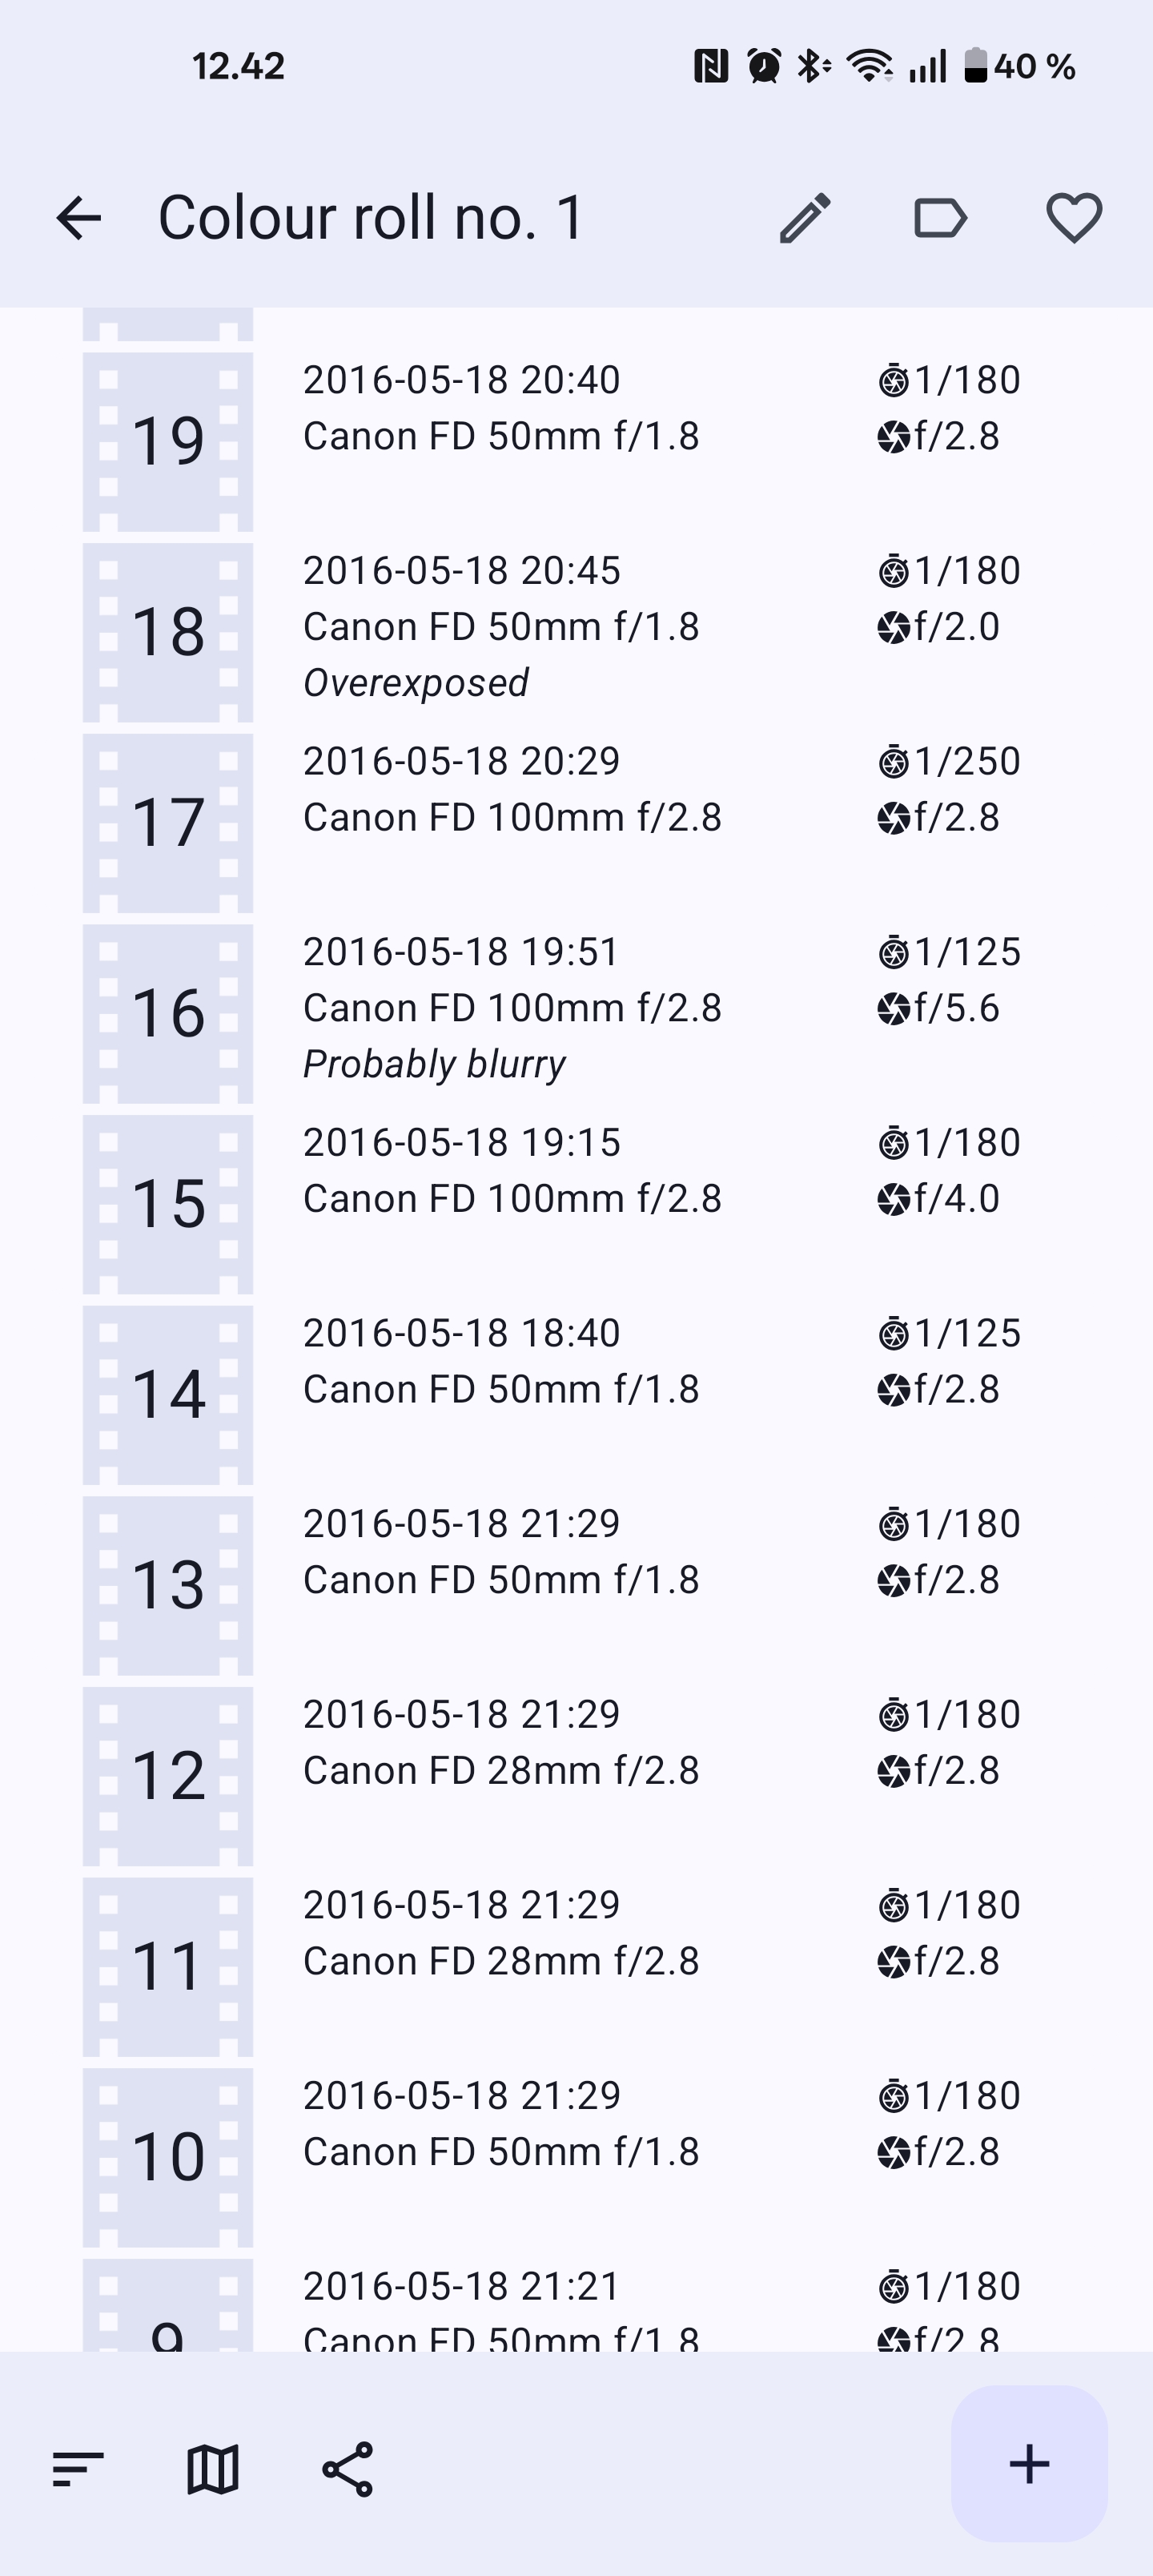 12.42
40 %
Colour roll no. 1
19
2016-05-18 20:40
1/180
Canon FD 50mm f/1.8
f/2.8
18
2016-05-18 20:45
1/180
Canon FD 50mm f/1.8
f/2.0
Overexposed
17
2016-05-18 20:29
1/250
Canon FD 100mm f/2.8
f/2.8
16
2016-05-18 19:51
1/125
Canon FD 100mm f/2.8
f/5.6
Probably blurry
15
2016-05-18 19:15
1/180
Canon FD 100mm f/2.8
f/4.0
14
2016-05-18 18:40
1/125
Canon FD 50mm f/1.8
f/2.8
13
2016-05-18 21:29
1/180
Canon FD 50mm f/1.8
f/2.8
12
2016-05-18 21:29
1/180
Canon FD 28mm f/2.8
f/2.8
11
2016-05-18 21:29
1/180
Canon FD 28mm f/2.8
f/2.8
10
2016-05-18 21:29
1/180
Canon FD 50mm f/1.8
f/2.8
9
2016-05-18 21:21
1/180
Canon FD 50mm f/1.8
f/2.8